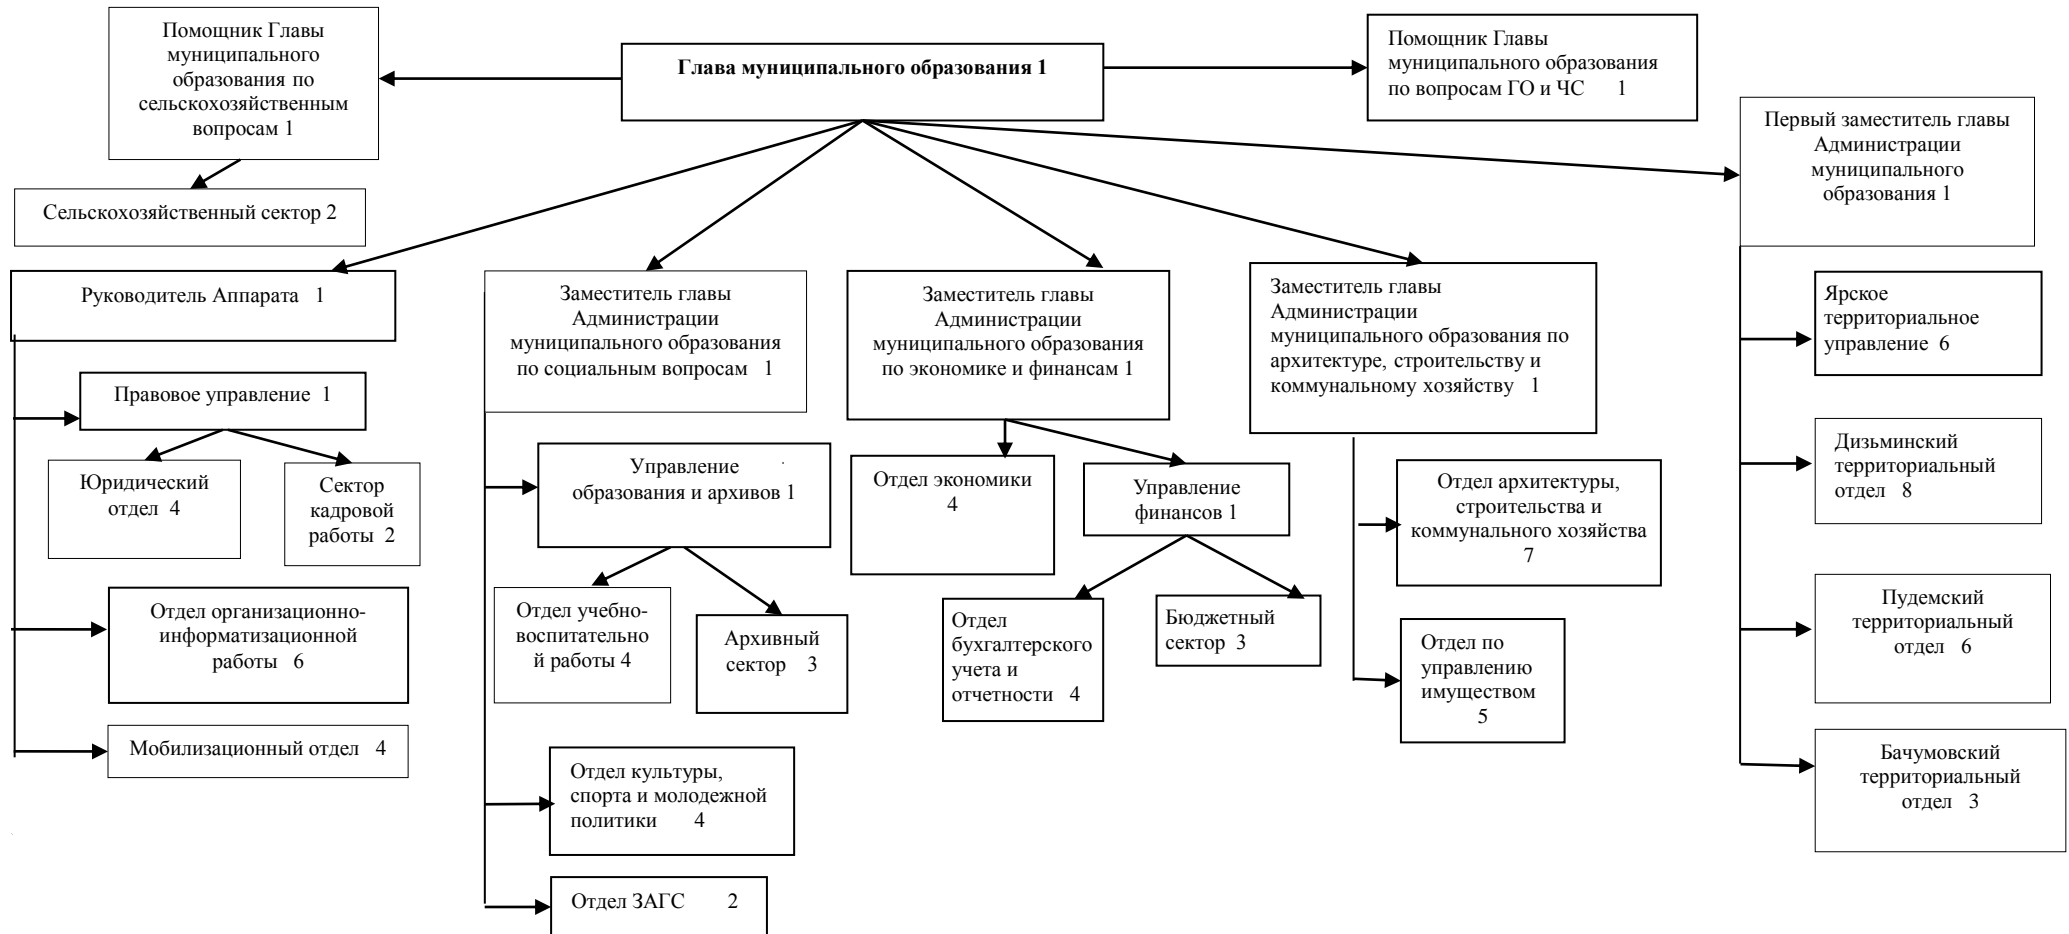 Помощник Главы
муниципального
образования по
сельскохозяйственным
вопросам 1
Глава муниципального образования 1
Помощник Главы
муниципального образования
по вопросам ГО и ЧС 1
Первый заместитель главы
Администрации
муниципального
образования 1
Сельскохозяйственный сектор 2
Руководитель Аппарата 1
Заместитель главы
Администрации
муниципального образования
по социальным вопросам 1
Заместитель главы
Администрации
муниципального образования
по экономике и финансам 1
Заместитель главы
Администрации
муниципального образования по
архитектуре, строительству и
коммунальному хозяйству 1
Ярское
территориальное
управление 6
Правовое управление 1
Юридический
отдел 4
Сектор
кадровой
работы 2
Управление
образования и архивов 1
Отдел экономики
4
Управление
финансов 1
Отдел архитектуры,
строительства и
коммунального хозяйства
7
Дизьминский
территориальный
отдел 8
Отдел организационно-
информатизационной
работы 6
Отдел учебно-
воспитательно
й работы 4
Архивный
сектор 3
Отдел
бухгалтерского
учета и
отчетности 4
Бюджетный
сектор 3
Отдел по
управлению
имуществом
5
Пудемский
территориальный
отдел 6
Мобилизационный отдел 4
Отдел культуры,
спорта и молодежной
политики 4
Бачумовский
территориальный
отдел 3
Отдел ЗАГС 2